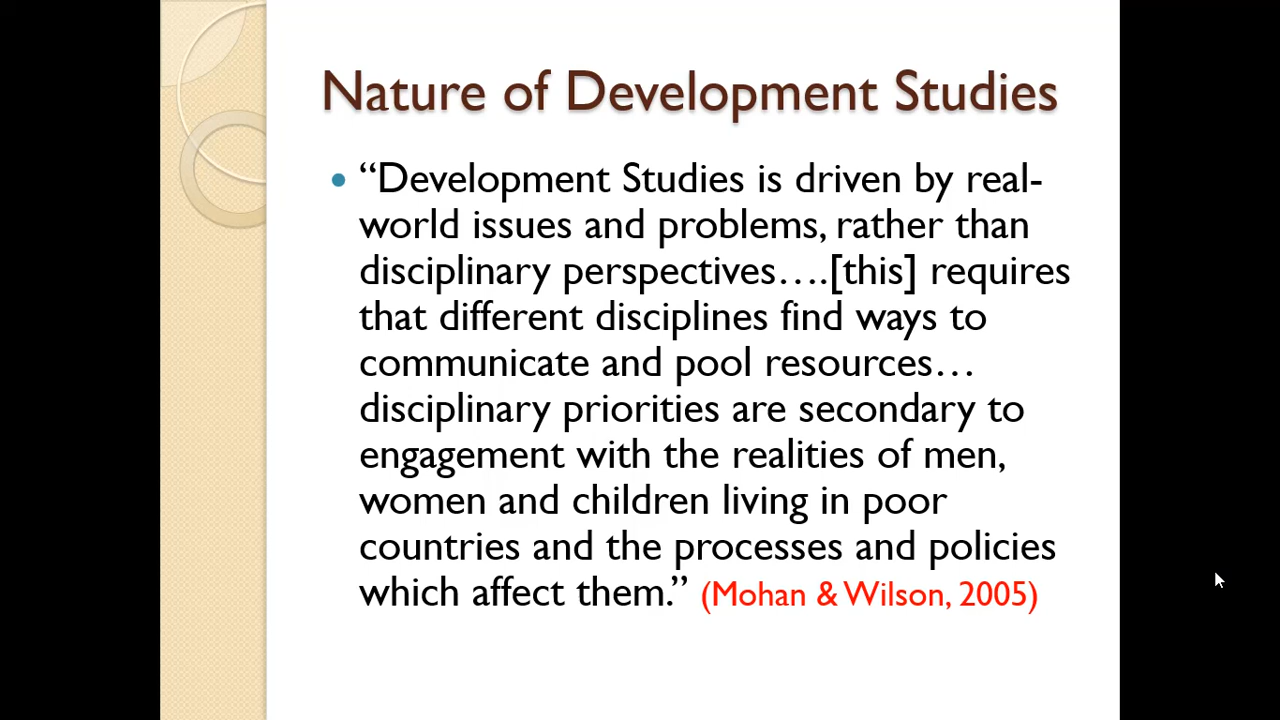 Nature of Development Studies
• “Development Studies is driven by real-
world issues and problems, rather than
disciplinary perspectives….[this] requires
that different disciplines find ways to
communicate and pool resources…
disciplinary priorities are secondary to
engagement with the realities of men,
women and children living in poor
countries and the processes and policies
which affect them.” (Mohan & Wilson, 2005)